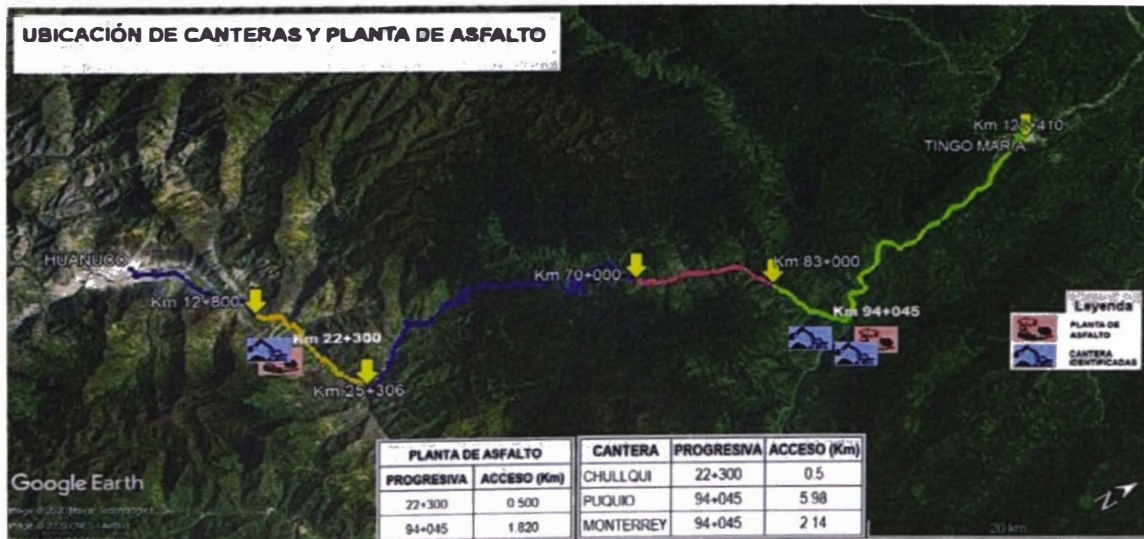 UBICACIÓN DE CANTERAS Y PLANTA DE ASFALTO
TINGO MARIA
HUANUCO
Km 12+800
Km 22+300
Km 25+306
Km 70+000
Km 83+000
Km 94+045
Leyenda
PLANTA DE
ASFALTO
CANTERA
IDENTIFICADAS
PLANTA DE ASFALTO
PROGRESIVA ACCESO (Km)
22+300 0.500
94+045 1.820
CANTERA PROGRESIVA ACCESO (Km)
CHULLQUI 22+300 0.5
PUQUIO 94+045 5.98
MONTERREY 94+045 2.14
Google Earth
N
20 km